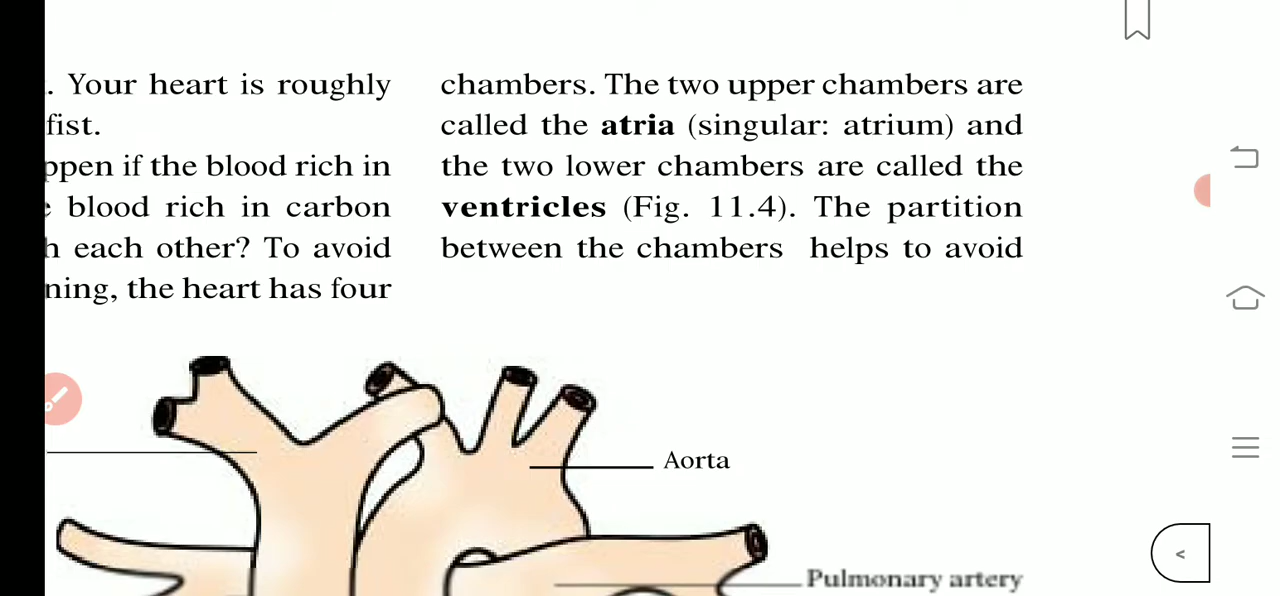 . Your heart is roughly
fist.
if the blood rich in
blood rich in carbon
each other? To avoid
the heart has four
chambers. The two upper chambers are
called the atria (singular: atrium) and
the two lower chambers are called the
ventricles (Fig. 11.4). The partition
between the chambers helps to avoid
Aorta
Pulmonary artery